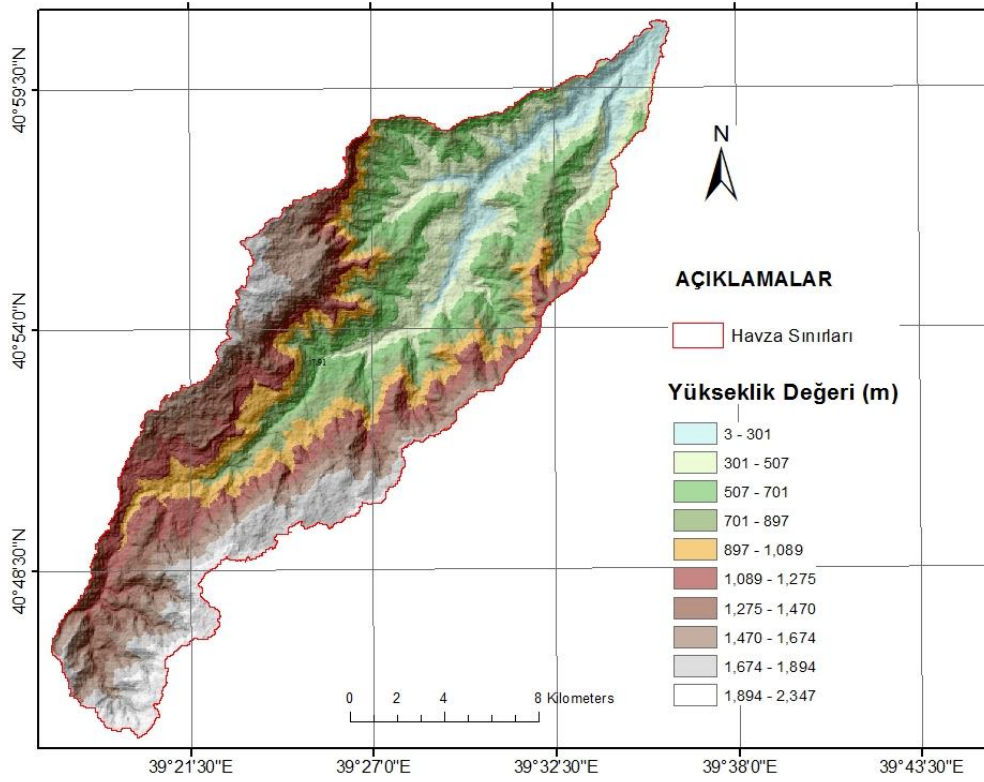 40°59'30"N
40°54'0"N
40°48'30"N
N
AÇIKLAMALAR
Havza Sınırları
Yükseklik Değeri (m)
3 - 301
301 - 507
507 - 701
701 - 897
897 - 1,089
1,089 - 1,275
1,275 - 1,470
1,470 - 1,674
1,674 - 1,894
1,894 - 2,347
0 2 4 8 Kilometers
39°21'30"E 39°27'0"E 39°32'30"E 39°38'0"E 39°43'30"E